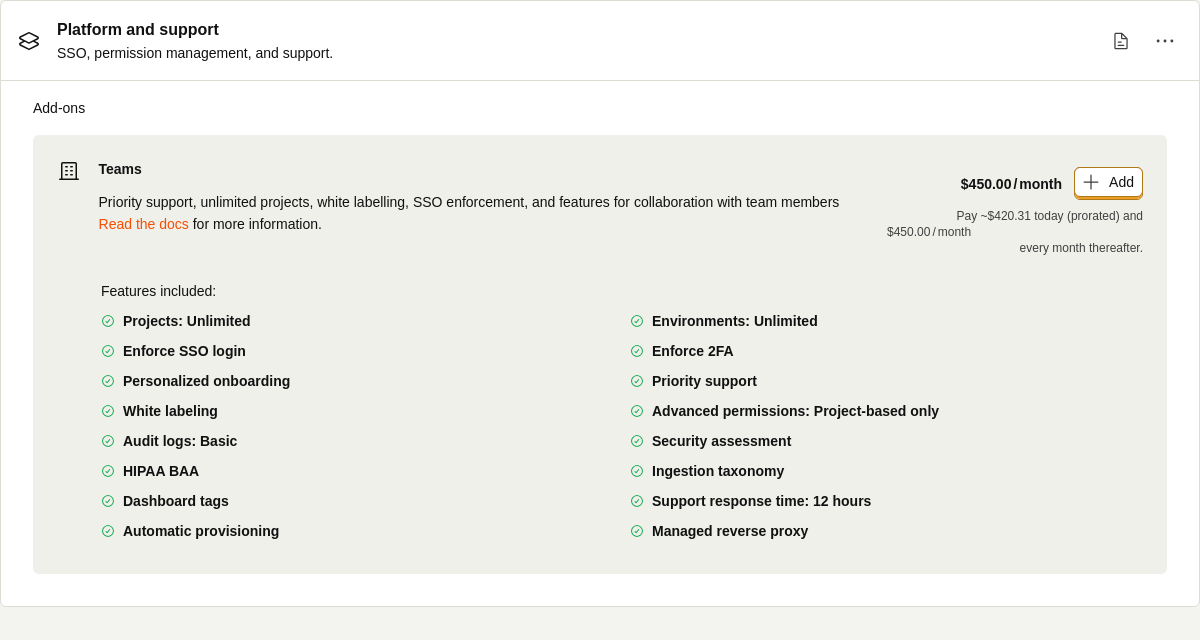 Platform and support
SSO, permission management, and support.
Add-ons
Teams
Priority support, unlimited projects, white labelling, SSO enforcement, and features for collaboration with team members
Read the docs for more information.
$450.00/month
Add
Pay ~$420.31 today (prorated) and
$450.00/month
every month thereafter.
Features included:
Projects: Unlimited
Environments: Unlimited
Enforce SSO login
Enforce 2FA
Personalized onboarding
Priority support
White labeling
Advanced permissions: Project-based only
Audit logs: Basic
Security assessment
HIPAA BAA
Ingestion taxonomy
Dashboard tags
Support response time: 12 hours
Automatic provisioning
Managed reverse proxy